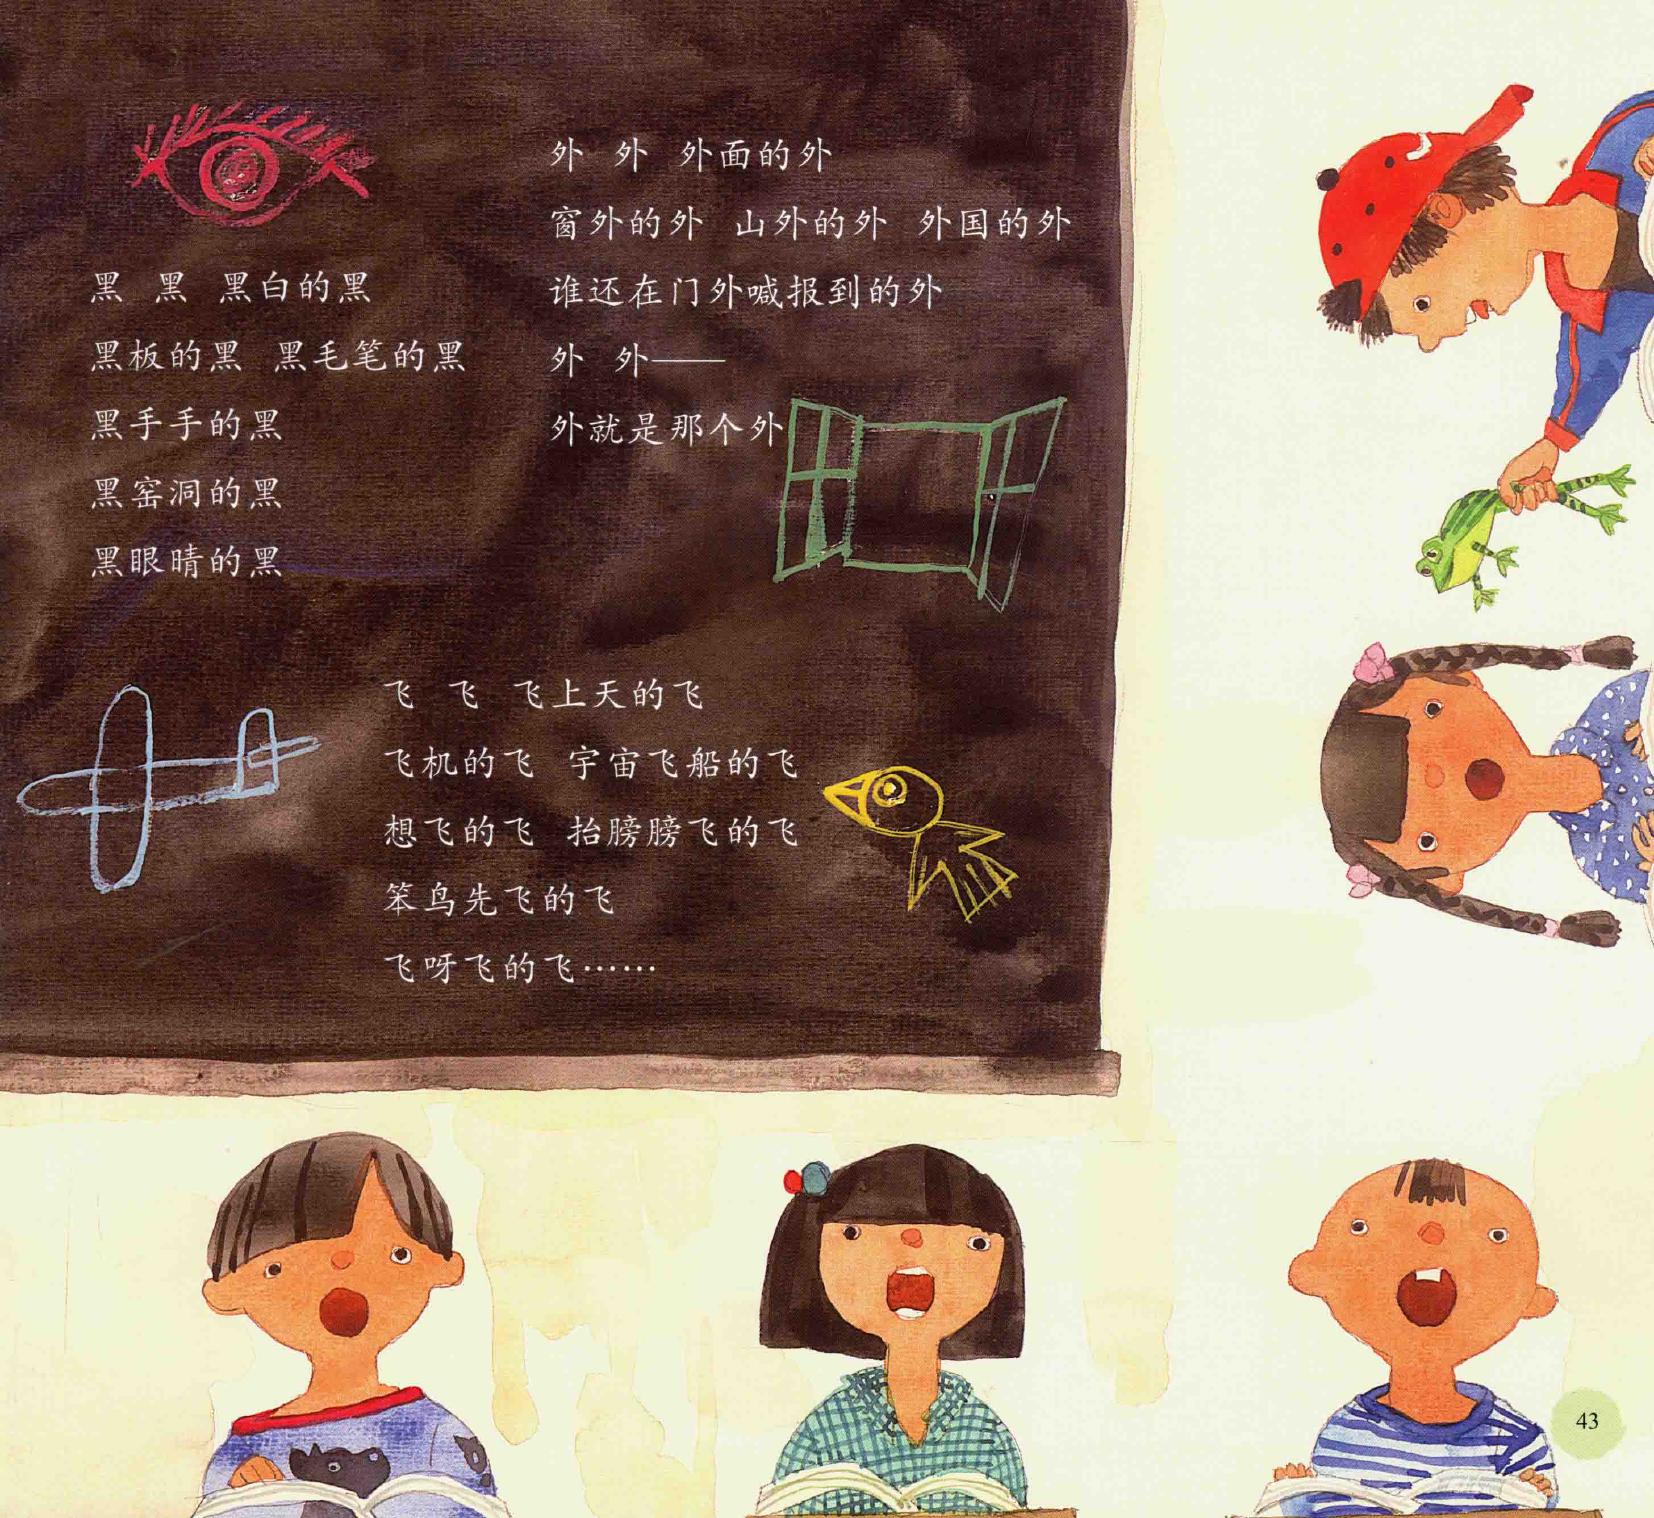 黑 黑 黑白的黑
黑板的黑 黑毛笔的黑
黑手手的黑
黑窑洞的黑
黑眼睛的黑
外 外 外面的外
窗外的外 山外的外 外国的外
谁还在门外喊报到的外
外 外——
外就是那个外
飞 飞 飞上天的飞
飞机的飞 宇宙飞船的飞
想飞的飞 抬膀膀飞的飞
笨鸟先飞的飞
飞呀飞的飞……
43